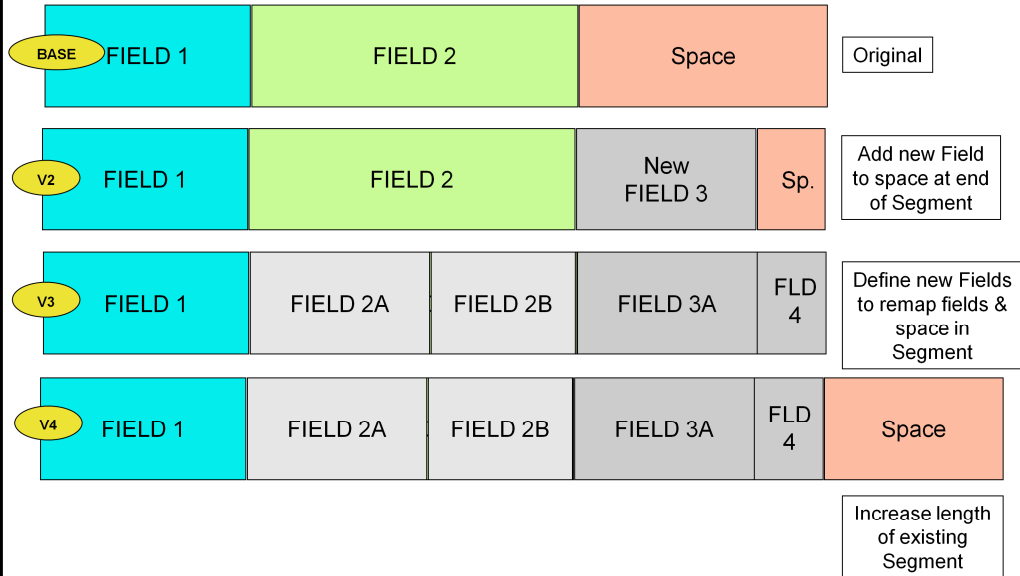 BASE
FIELD 1
FIELD 2
Space
Original
V2
FIELD 1
FIELD 2
New
FIELD 3
Sp.
Add new Field
to space at end
of Segment
V3
FIELD 1
FIELD 2A
FIELD 2B
FIELD 3A
FLD
4
Define new Fields
to remap fields &
space in
Segment
V4
FIELD 1
FIELD 2A
FIELD 2B
FIELD 3A
FLD
4
Space
Increase length
of existing
Segment